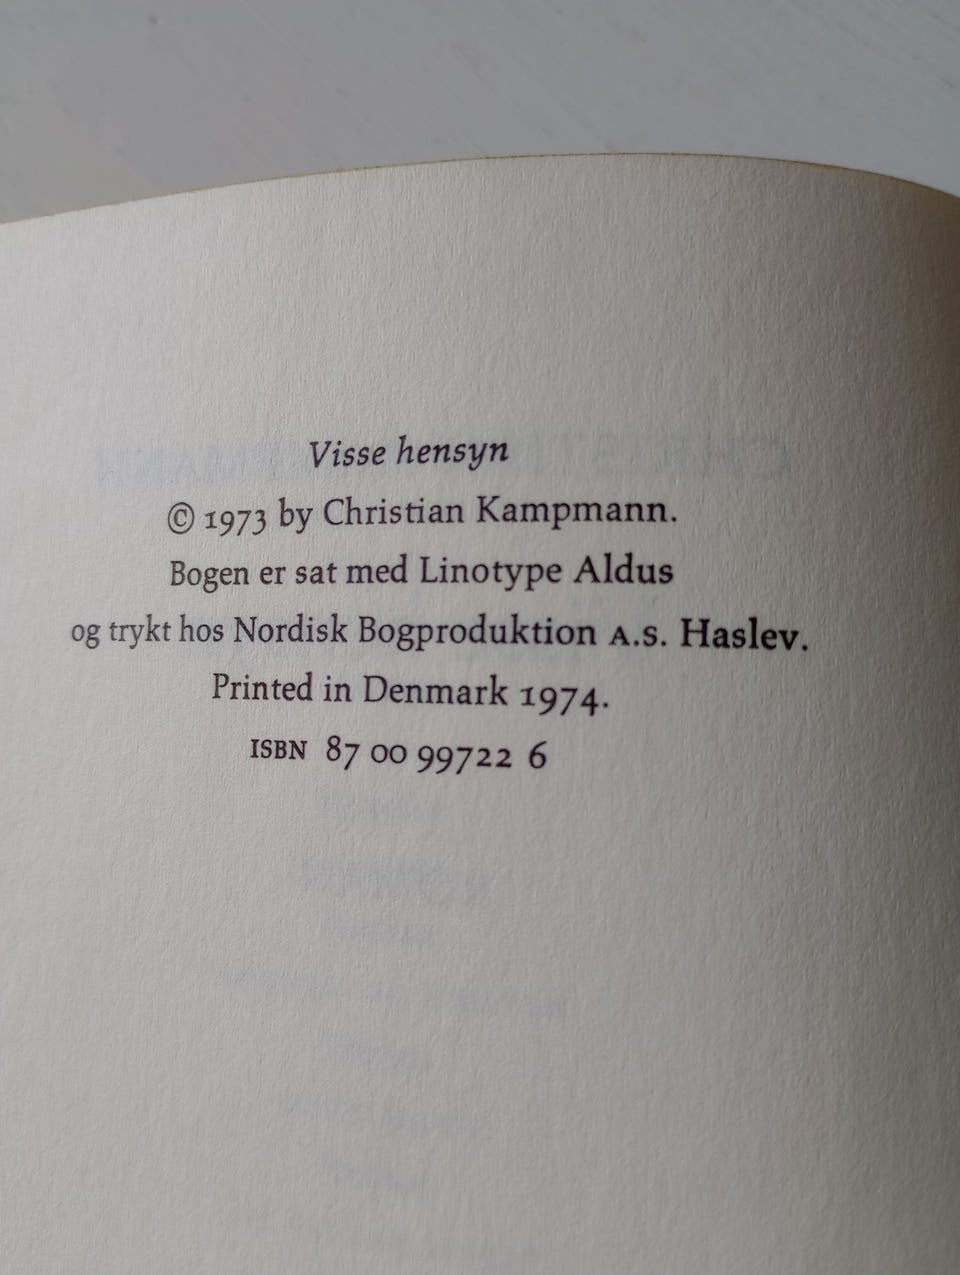 Visse hensyn
© 1973 by Christian Kampmann.
Bogen er sat med Linotype Aldus
og trykt hos Nordisk Bogproduktion A.S. Haslev.
Printed in Denmark 1974.
ISBN 87 00 99722 6